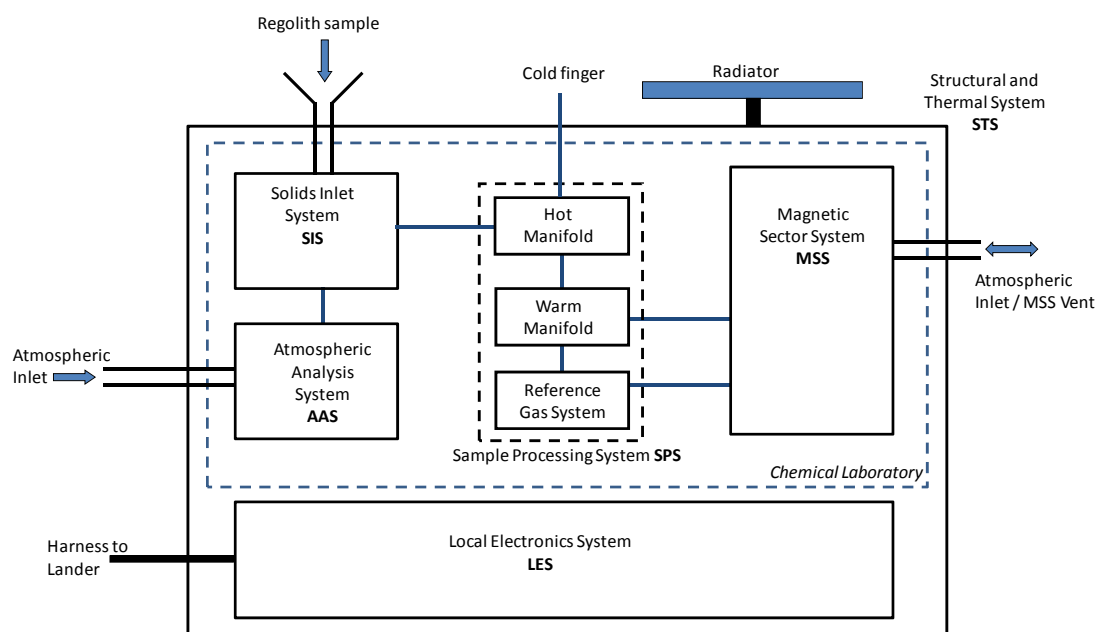 Regolith sample
Cold finger
Radiator
Structural and
Thermal System
STS
Solids Inlet
System
SIS
Hot
Manifold
Magnetic
Sector System
MSS
Atmospheric
Inlet / MSS Vent
Warm
Manifold
Atmospheric
Inlet
Atmospheric
Analysis
System
AAS
Reference
Gas System
Sample Processing System SPS
Chemical Laboratory
Harness to
Lander
Local Electronics System
LES